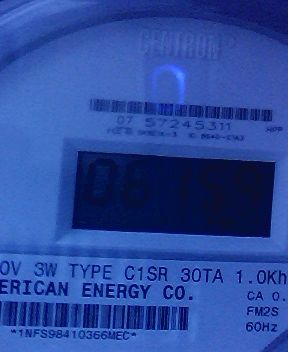 CENTRON
07 57245311
0V 3W TYPE C1SR 30TA 1.0Kh
ERICAN ENERGY CO.
CA 0.
FM2S
60Hz
*1NFS98410366MEC*